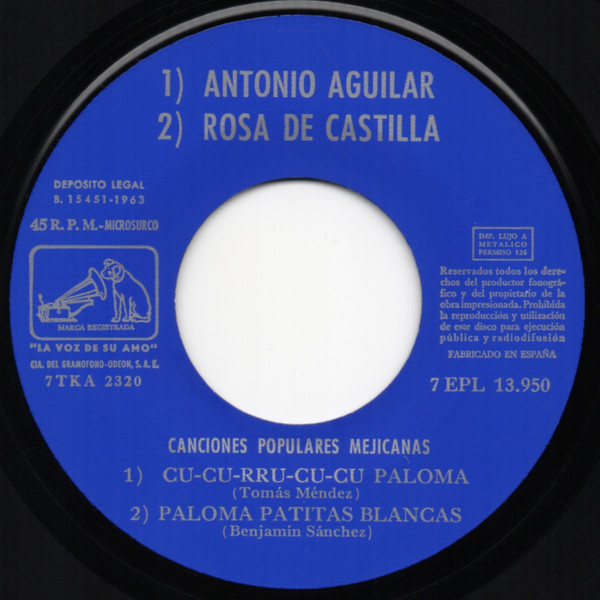 1) ANTONIO AGUILAR
2) ROSA DE CASTILLA
DEPOSITO LEGAL
B. 15451-1963
45 R. P. M.-MICROSURCO
MARCA REGISTRADA
"LA VOZ DE SU AMO"
CIA. DEL GRAMOFONO-ODEON, S. A. E.
7TKA 2320
IMP. LUJO A
METALICO
PERMISO 126
Reservados todos los dere-
chos del productor fonográ-
fico y del propietario de la
obra impresionada. Prohibida
la reproducción y utilización
de este disco para ejecución
pública y radiodifusión
FABRICADO EN ESPAÑA
7 EPL 13.950
CANCIONES POPULARES MEJICANAS
1) CU-CU-RRU-CU-CU PALOMA
(Tomás Méndez)
2) PALOMA PATITAS BLANCAS
(Benjamín Sánchez)